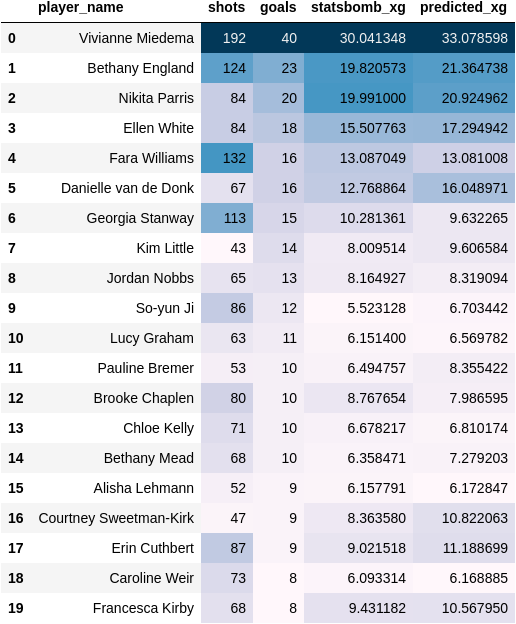 player_name shots goals statsbomb_xg predicted_xg
0 Vivianne Miedema 192 40 30.041348 33.078598
1 Bethany England 124 23 19.820573 21.364738
2 Nikita Parris 84 20 19.991000 20.924962
3 Ellen White 84 18 15.507763 17.294942
4 Fara Williams 132 16 13.087049 13.081008
5 Danielle van de Donk 67 16 12.768864 16.048971
6 Georgia Stanway 113 15 10.281361 9.632265
7 Kim Little 43 14 8.009514 9.606584
8 Jordan Nobbs 65 13 8.164927 8.319094
9 So-yun Ji 86 12 5.523128 6.703442
10 Lucy Graham 63 11 6.151400 6.569782
11 Pauline Bremer 53 10 6.494757 8.355422
12 Brooke Chaplen 80 10 8.767654 7.986595
13 Chloe Kelly 71 10 6.678217 6.810174
14 Bethany Mead 68 10 6.358471 7.279203
15 Alisha Lehmann 52 9 6.157791 6.172847
16 Courtney Sweetman-Kirk 47 9 8.363580 10.822063
17 Erin Cuthbert 87 9 9.021518 11.188699
18 Caroline Weir 73 8 6.093314 6.168885
19 Francesca Kirby 68 8 9.431182 10.567950